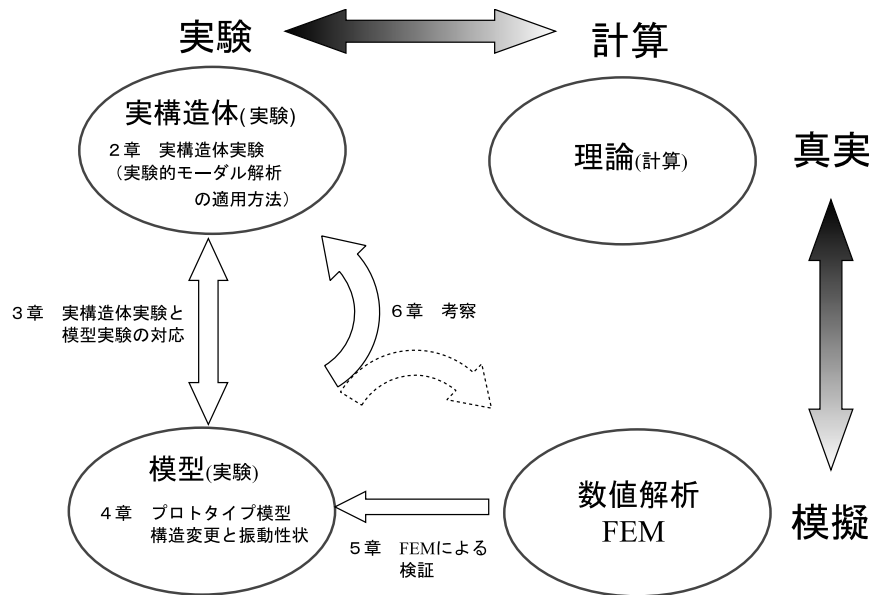 実験
計算
実構造体(実験)
2章 実構造体実験
(実験的モーダル解析
の適用方法)
理論(計算)
真実
3章 実構造体実験と
模型実験の対応
6章 考察
模型(実験)
4章 プロトタイプ模型
構造変更と振動性状
5章 FEMによる
検証
数値解析
FEM
模擬